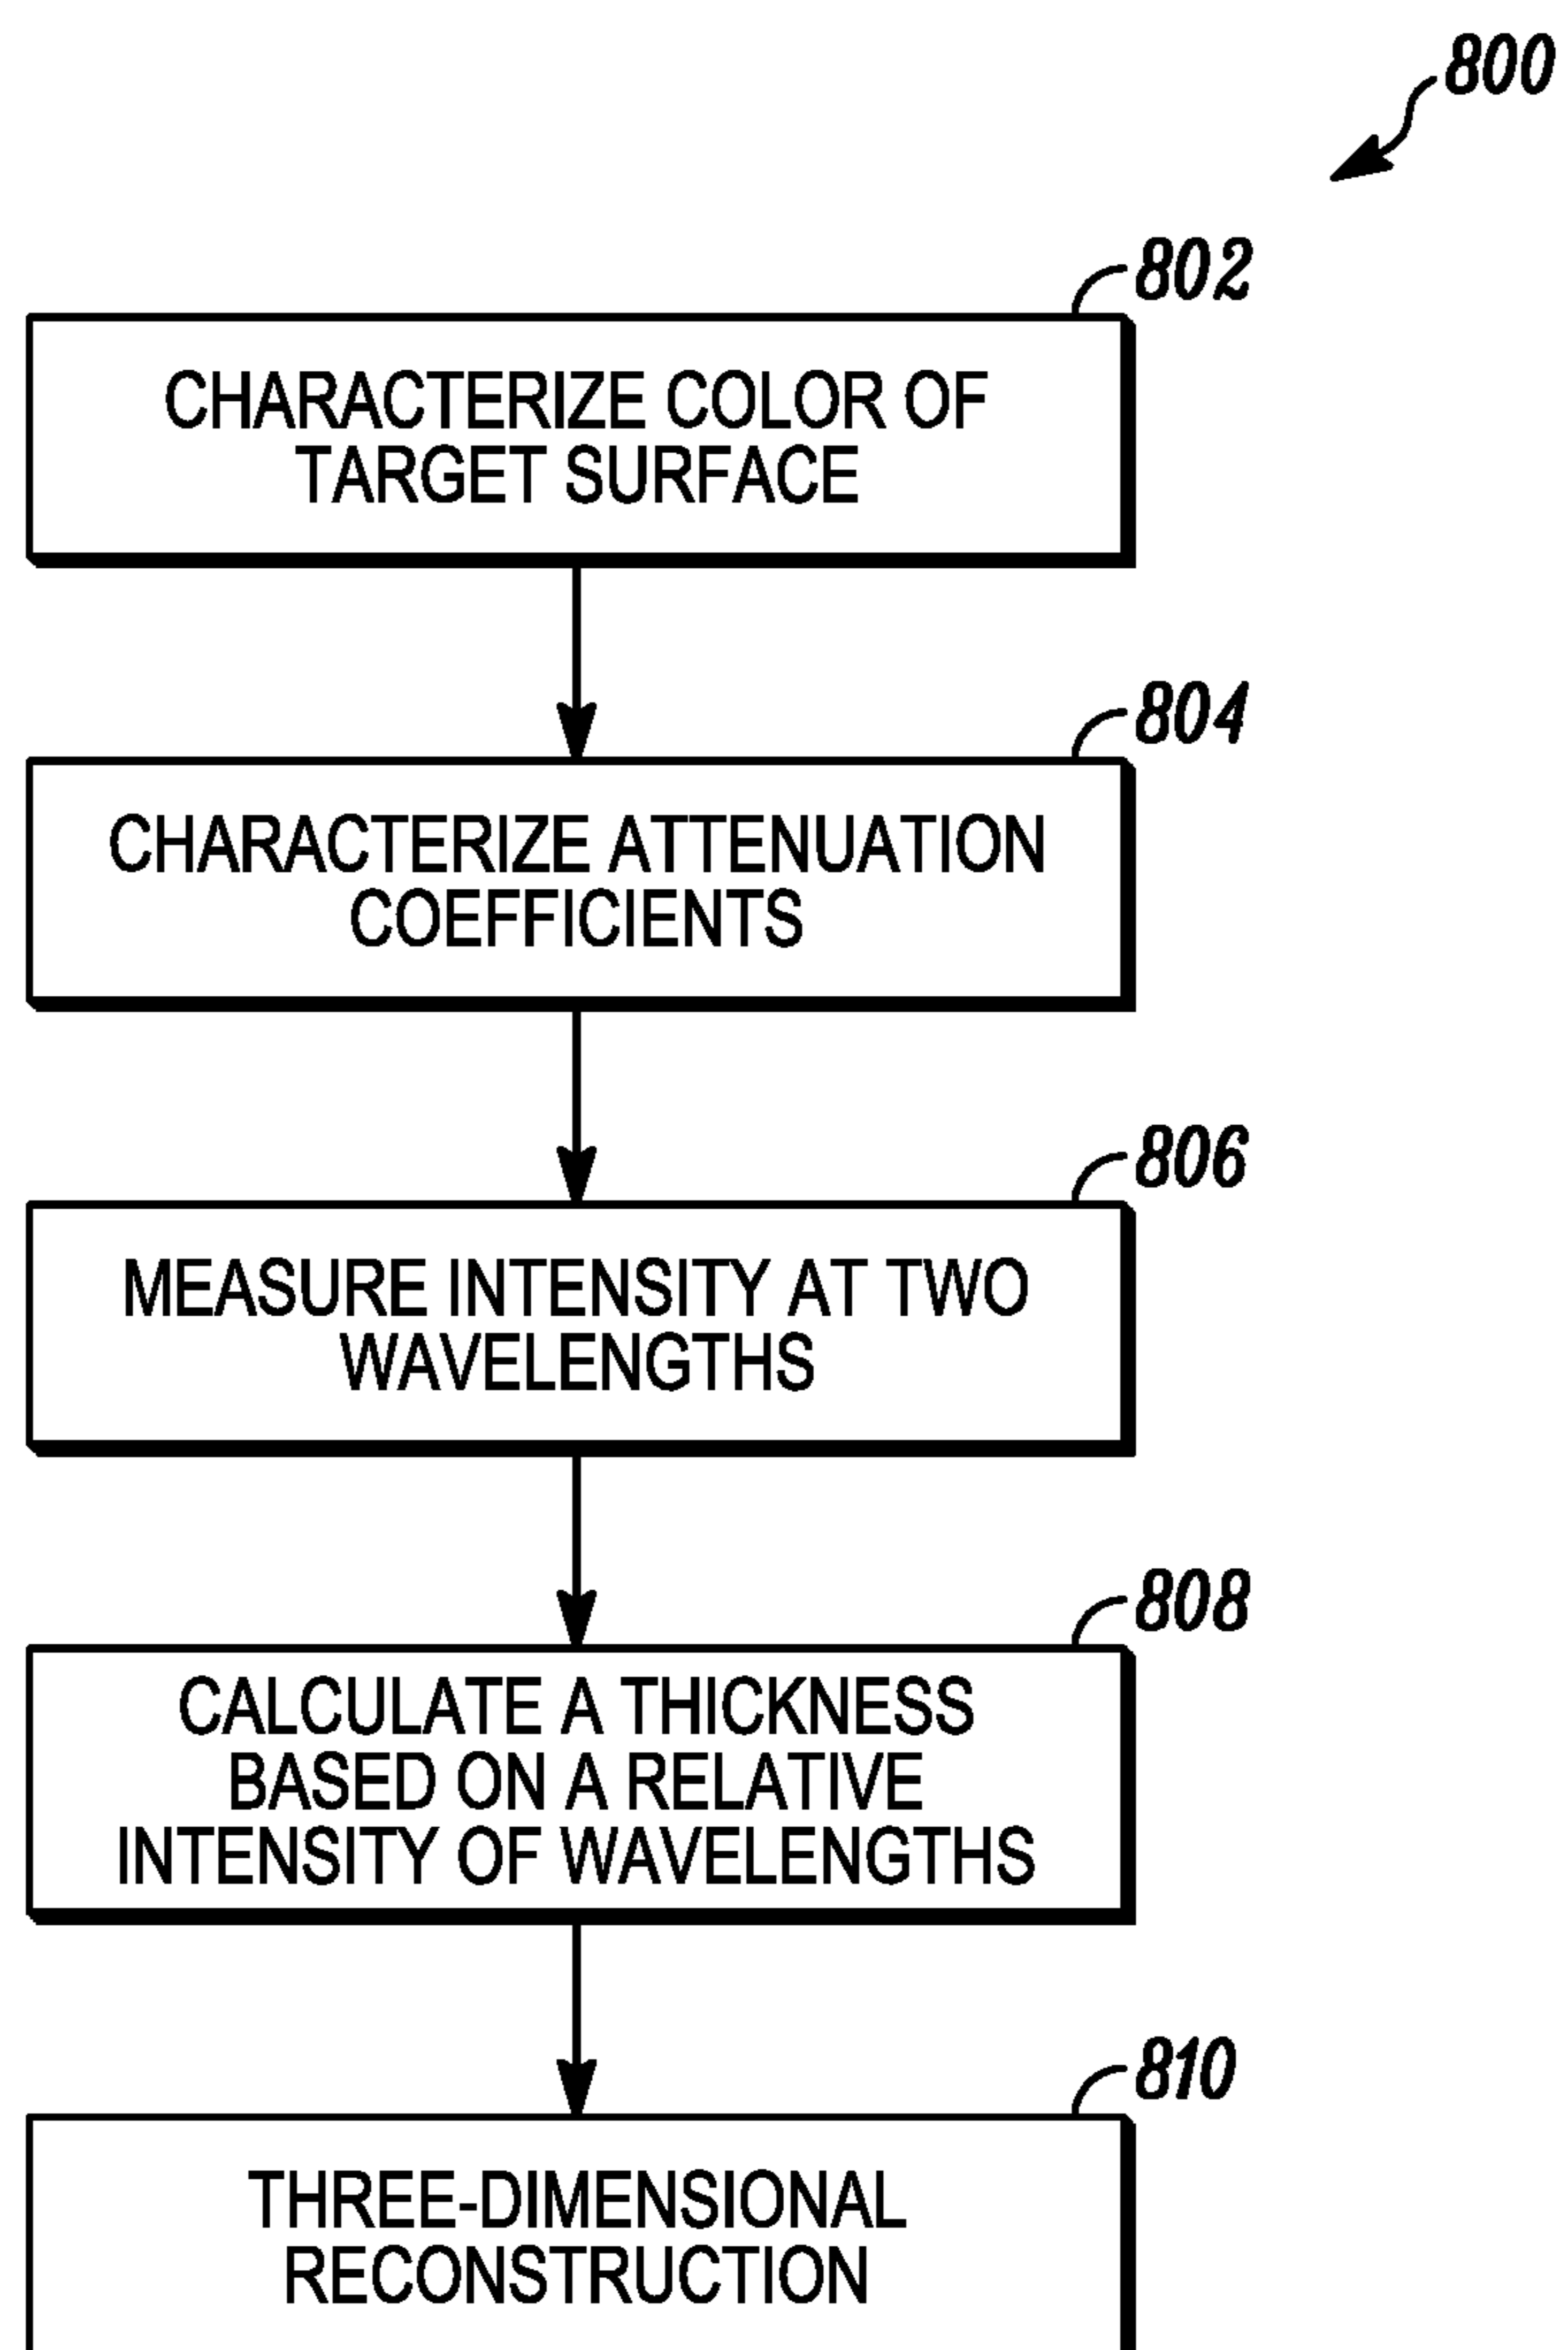 800
802
CHARACTERIZE COLOR OF
TARGET SURFACE
804
CHARACTERIZE ATTENUATION
COEFFICIENTS
806
MEASURE INTENSITY AT TWO
WAVELENGTHS
808
CALCULATE A THICKNESS
BASED ON A RELATIVE
INTENSITY OF WAVELENGTHS
810
THREE-DIMENSIONAL
RECONSTRUCTION